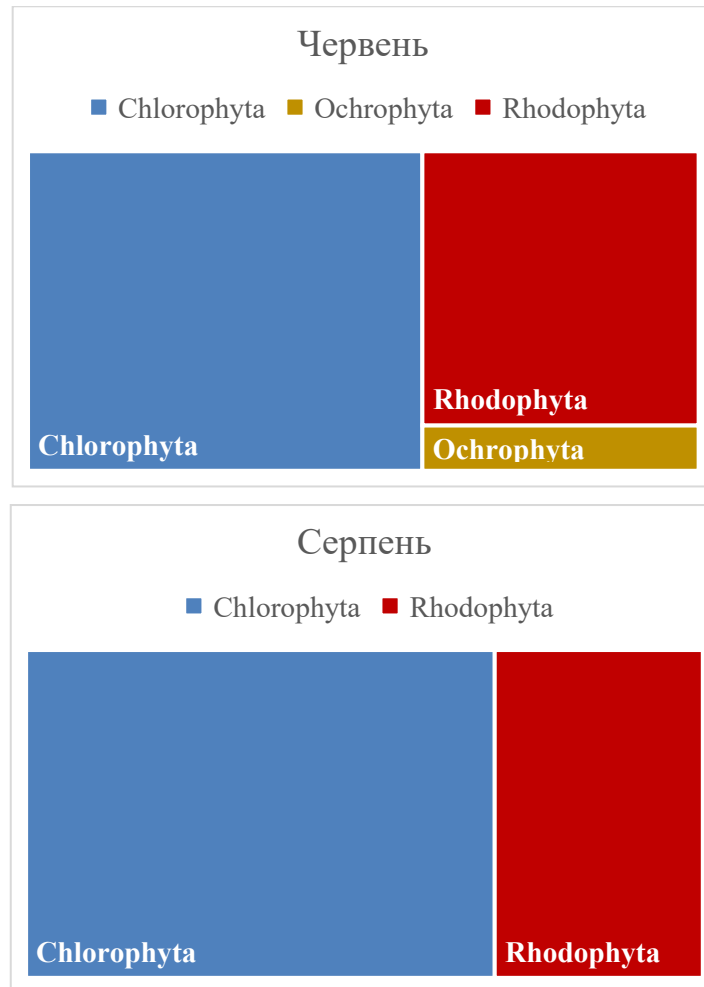 Червень
Chlorophyta Ochrophyta Rhodophyta
Rhodophyta
Chlorophyta
Ochrophyta
Серпень
Chlorophyta Rhodophyta
Chlorophyta
Rhodophyta